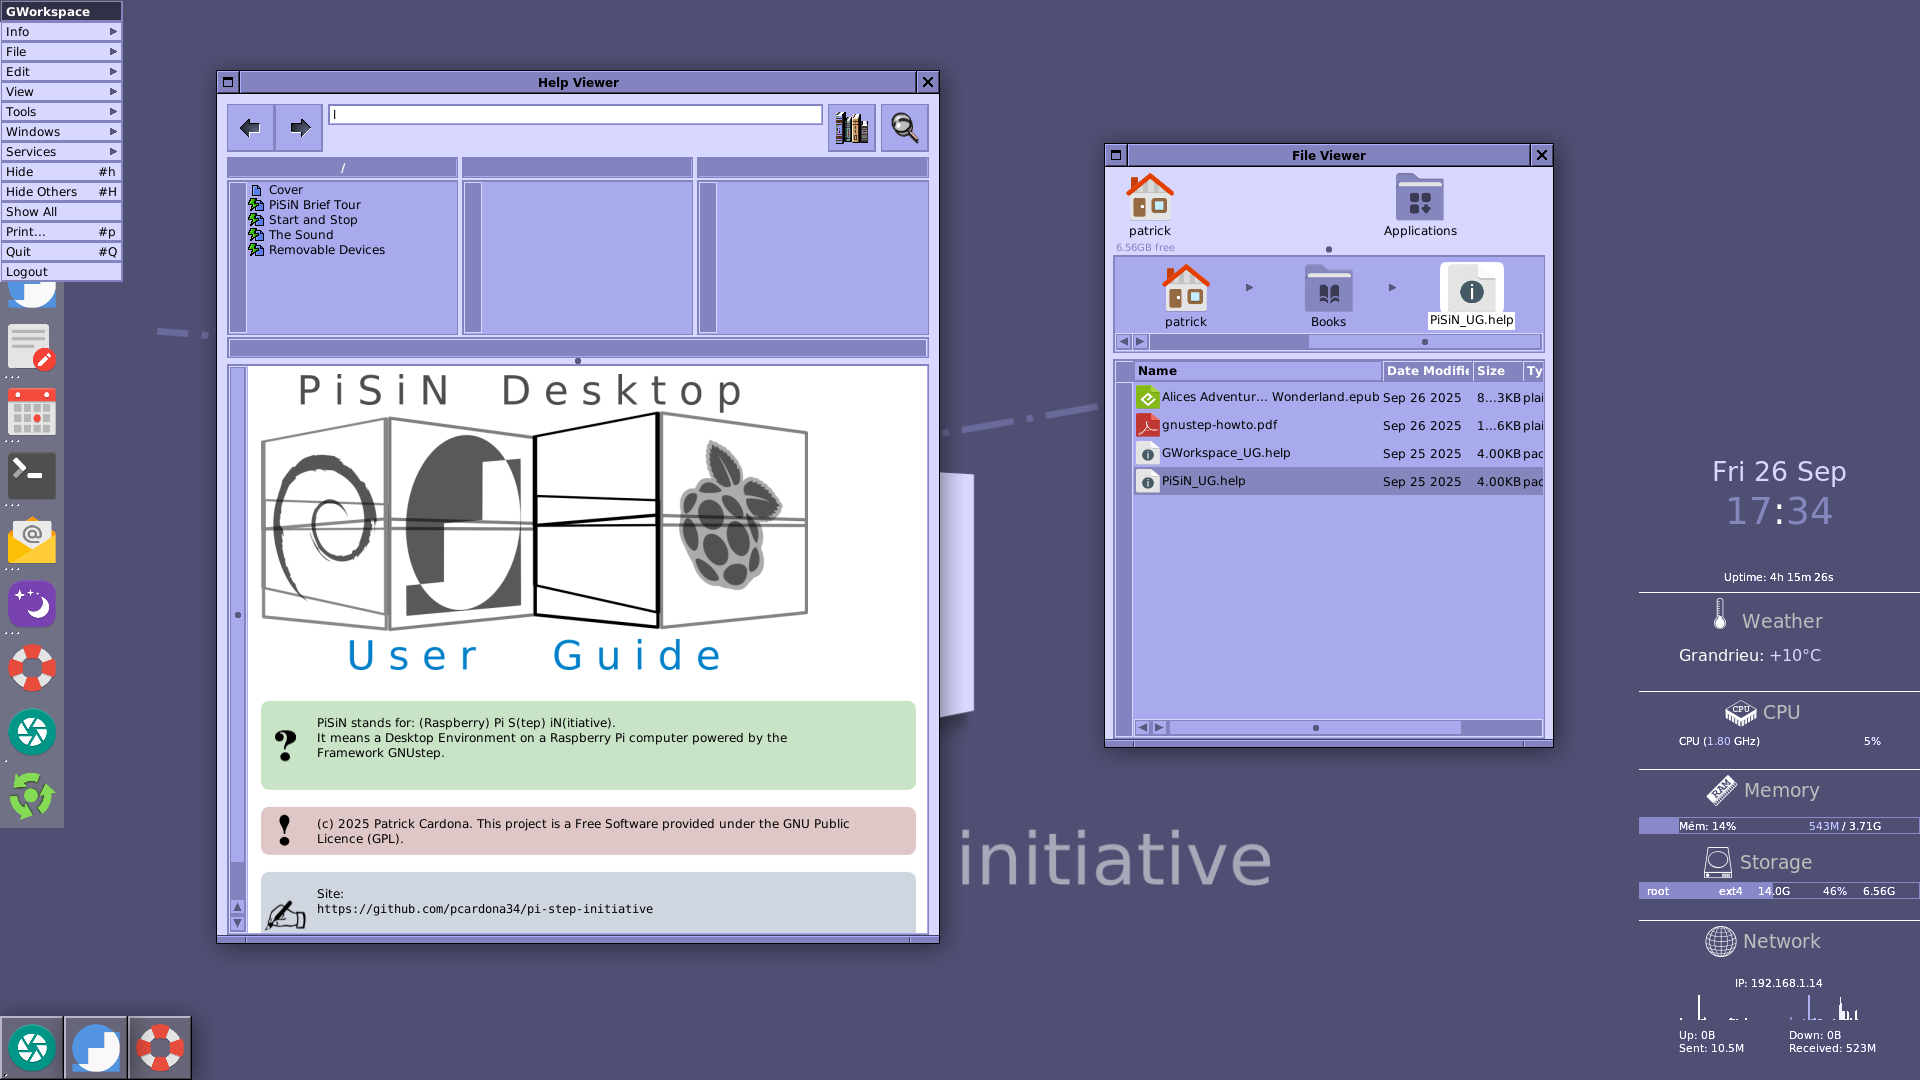 GWorkspace
Info
File
Edit
View
Tools
Windows
Services
Hide #h
Hide Others #H
Show All
Print... #p
Quit #Q
Logout
Help Viewer
/
Cover
PiSiN Brief Tour
Start and Stop
The Sound
Removable Devices
PiSiN Desktop
User Guide
?
PiSiN stands for: (Raspberry) Pi S(tep) iN(itiative).
It means a Desktop Environment on a Raspberry Pi computer powered by the
Framework GNUstep.
!
(c) 2025 Patrick Cardona. This project is a Free Software provided under the GNU Public
Licence (GPL).
Site:
https://github.com/pcardona34/pi-step-initiative
File Viewer
patrick
Applications
6.56GB free
patrick
Books
PiSiN_UG.help
Name Date Modifie Size Ty
Alices Adventur... Wonderland.epub Sep 26 2025 8...3KB plai
gnustep-howto.pdf Sep 26 2025 1...6KB plai
GWorkspace_UG.help Sep 25 2025 4.00KB pac
PiSiN_UG.help Sep 25 2025 4.00KB pac
initiative
Fri 26 Sep
17:34
Uptime: 4h 15m 26s
Weather
Grandrieu: +10°C
CPU
CPU
CPU (1.80 GHz) 5%
RAM
Memory
Mém: 14% 543M / 3.71G
Storage
root ext4 14.0G 46% 6.56G
Network
IP: 192.168.1.14
Up: 0B Down: 0B
Sent: 10.5M Received: 523M